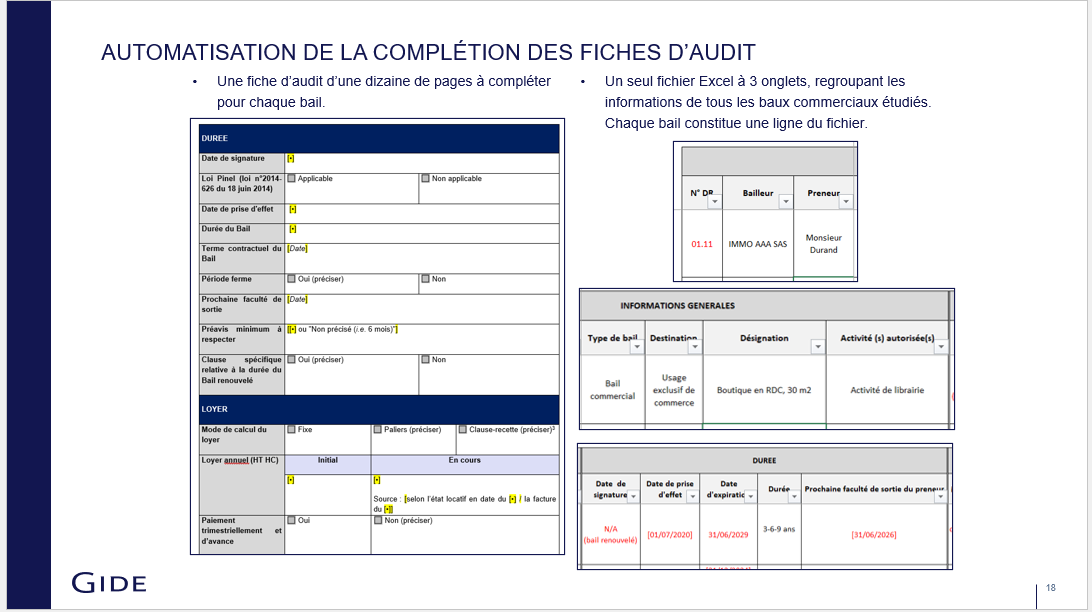 AUTOMATISATION DE LA COMPLÉTION DES FICHES D’AUDIT
• Une fiche d’audit d’une dizaine de pages à compléter
pour chaque bail.
• Un seul fichier Excel à 3 onglets, regroupant les
informations de tous les baux commerciaux étudiés.
Chaque bail constitue une ligne du fichier.
DUREE
Date de signature [•]
Loi Pinel (loi n°2014-
626 du 18 juin 2014)
Applicable Non applicable
Date de prise d'effet [•]
Durée du Bail [•]
Terme contractuel du
Bail
[Date]
Période ferme Oui (préciser) Non
Prochaine faculté de
sortie
[Date]
Préavis minimum à
respecter
[[•] ou "Non précisé (i.e. 6 mois)"]
Clause spécifique
relative à la durée du
Bail renouvelé
Oui (préciser) Non
LOYER
Mode de calcul du
loyer
Fixe Paliers (préciser) Clause-recette (préciser)³
Loyer annuel (HT HC) Initial En cours
[•] [•]
Source : [selon l'état locatif en date du [•] / la facture
du [•]]
Paiement
trimestriellement et
d'avance
Oui Non (préciser)
N° DR Bailleur Preneur
01.11 IMMO AAA SAS Monsieur
Durand
INFORMATIONS GENERALES
Type de bail Destination Désignation Activité (s) autorisée(s)
Bail
commercial
Usage
exclusif de
commerce
Boutique en RDC, 30 m2
Activité de librairie
DUREE
Date de
signature
Date de prise
d'effet
Date
d'expiratic
Durée
Prochaine faculté de sortie du preneur
N/A
(bail renouvelé)
[01/07/2020]
31/06/2029
3-6-9 ans
[31/06/2026]
GIDE
18